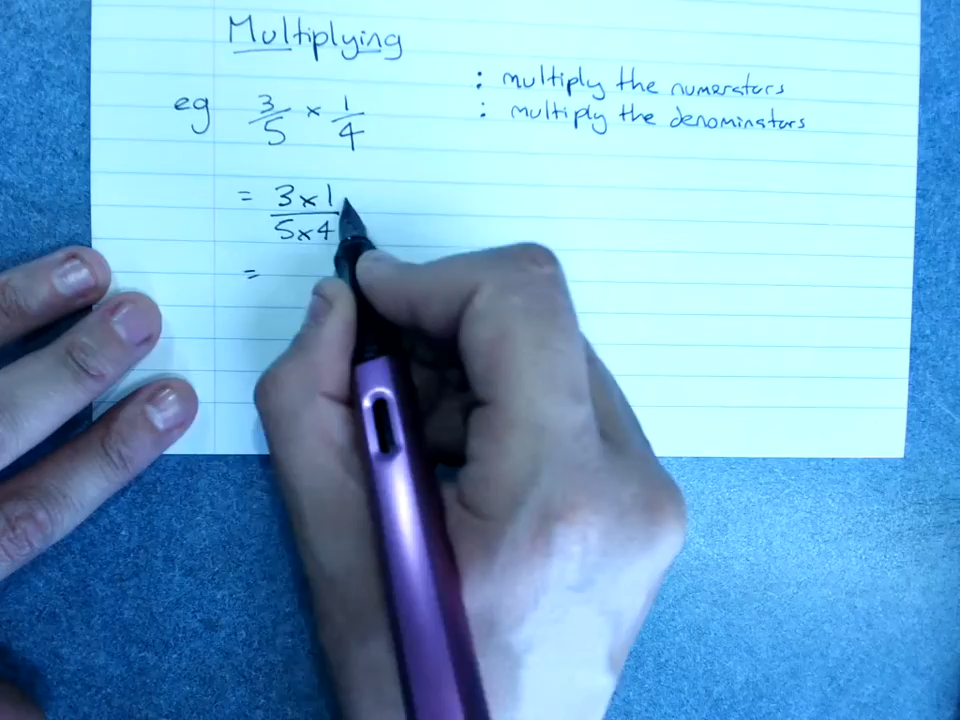 Multiplying
: multiply the numerators
: multiply the denominators
eg 3/5 × 1/4
= 3×1/5×4
=